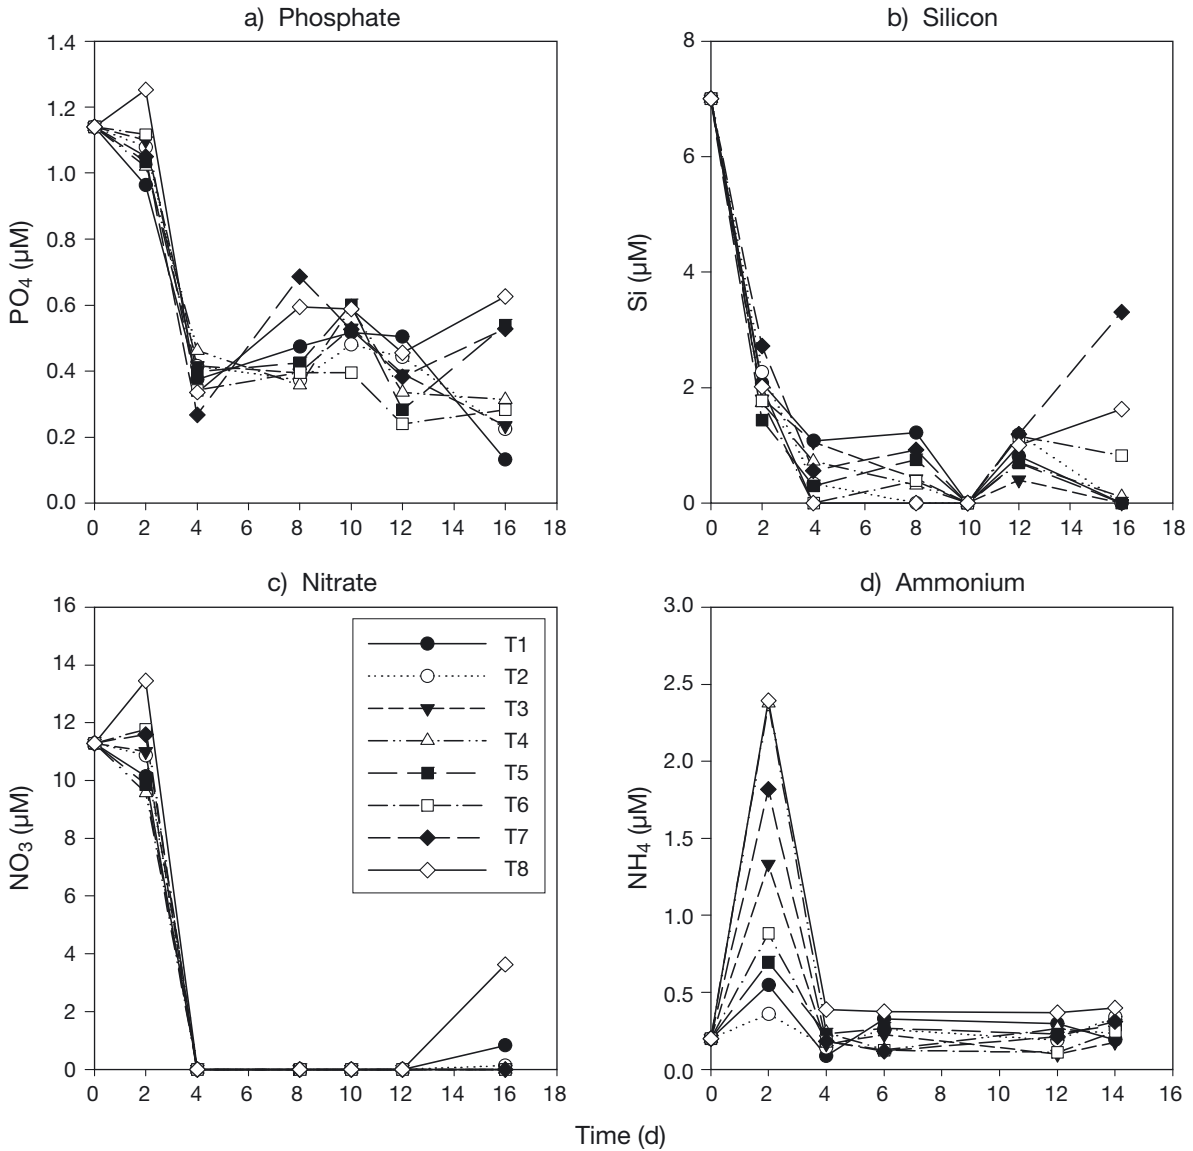 a) Phosphate
1.4
1.2
1.0
0.8
0.6
0.4
0.2
0.0
PO4 (µM)
0 2 4 6 8 10 12 14 16 18
b) Silicon
8
6
4
2
0
Si (µM)
0 2 4 6 8 10 12 14 16 18
c) Nitrate
16
14
12
10
8
6
4
2
0
NO3 (µM)
T1
T2
T3
T4
T5
T6
T7
T8
0 2 4 6 8 10 12 14 16 18
d) Ammonium
3.0
2.5
2.0
1.5
1.0
0.5
0.0
NH4 (µM)
0 2 4 6 8 10 12 14 16
Time (d)